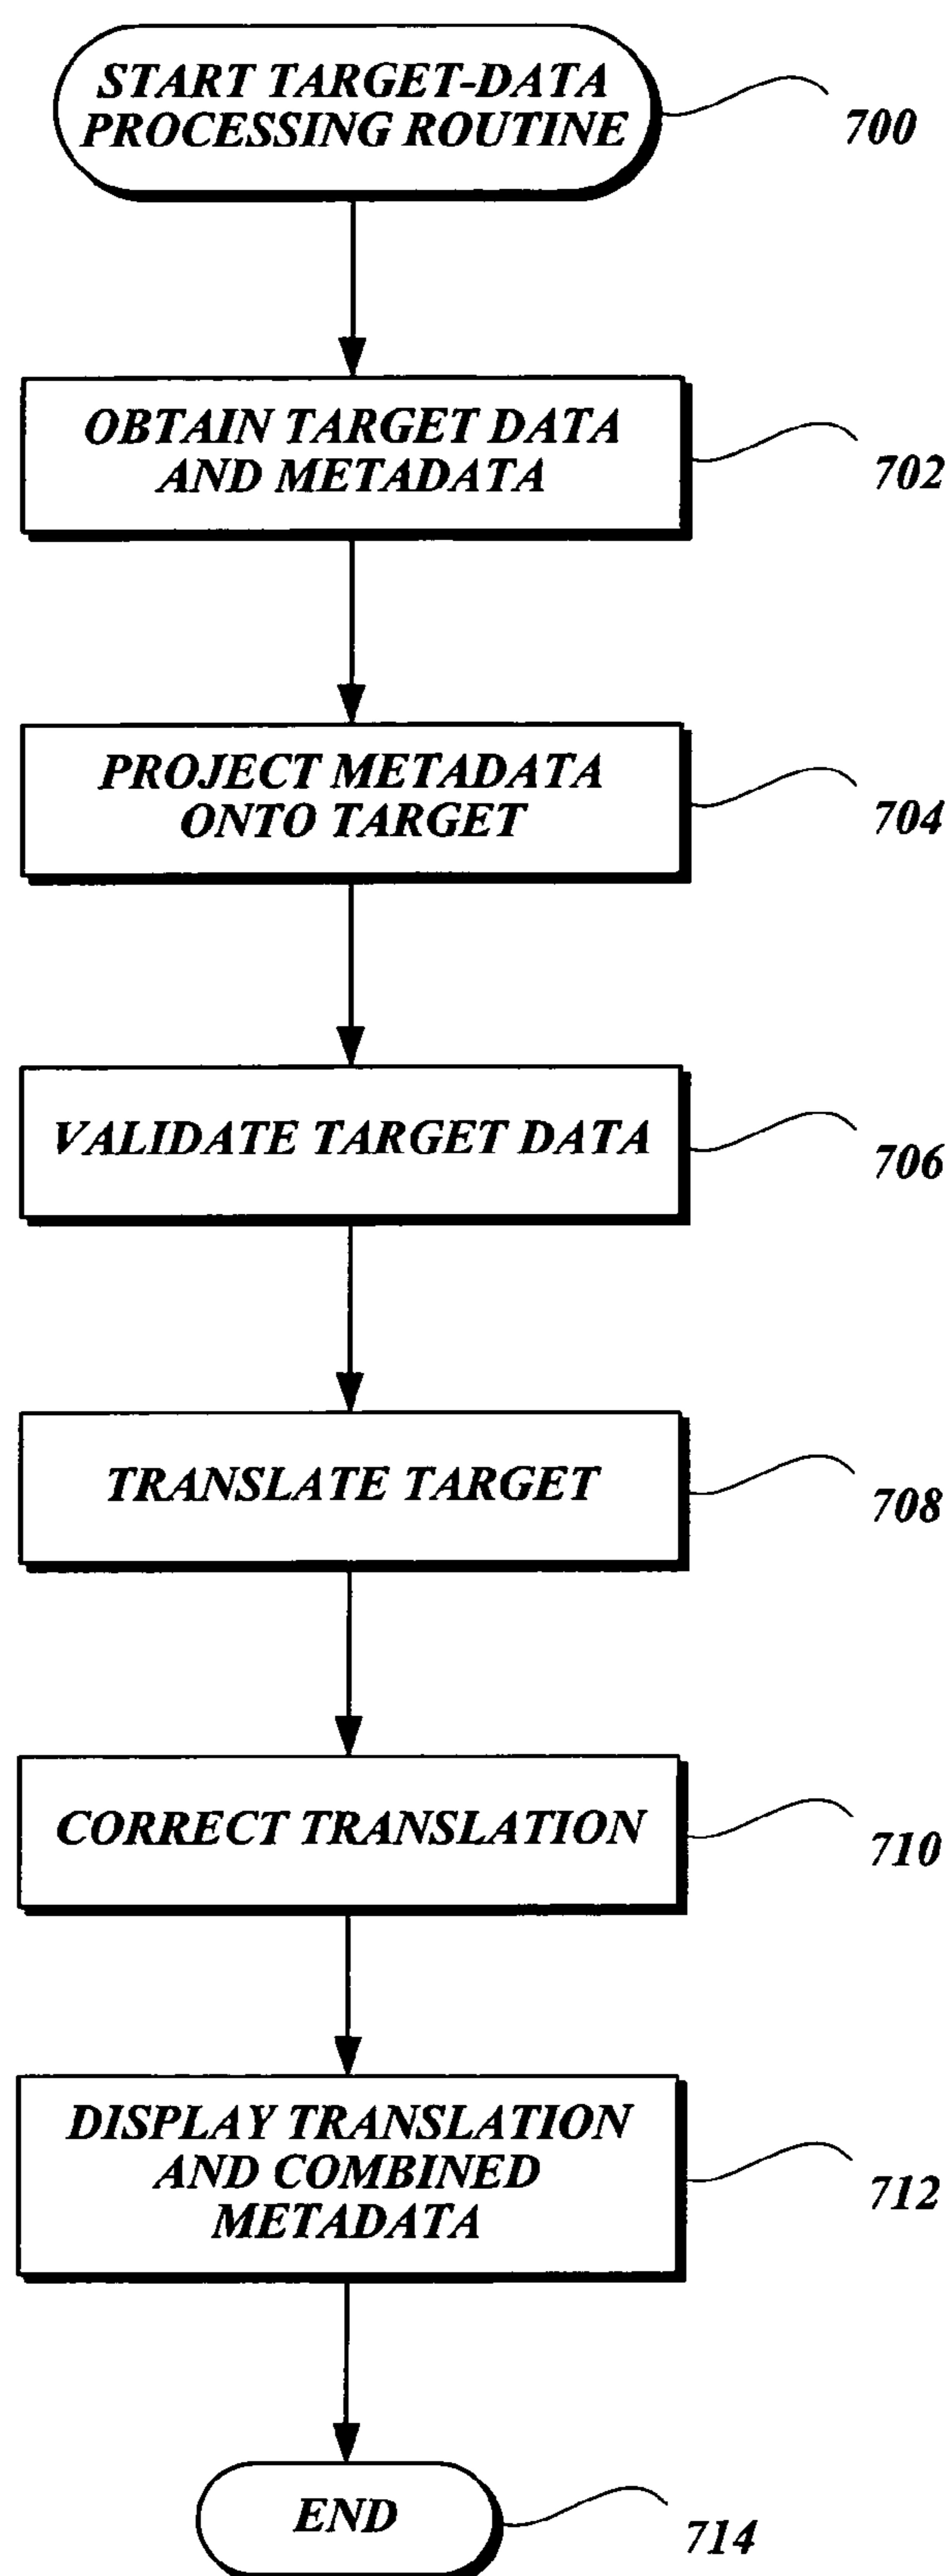 START TARGET-DATA
PROCESSING ROUTINE
700
OBTAIN TARGET DATA
AND METADATA
702
PROJECT METADATA
ONTO TARGET
704
VALIDATE TARGET DATA
706
TRANSLATE TARGET
708
CORRECT TRANSLATION
710
DISPLAY TRANSLATION
AND COMBINED
METADATA
712
END
714